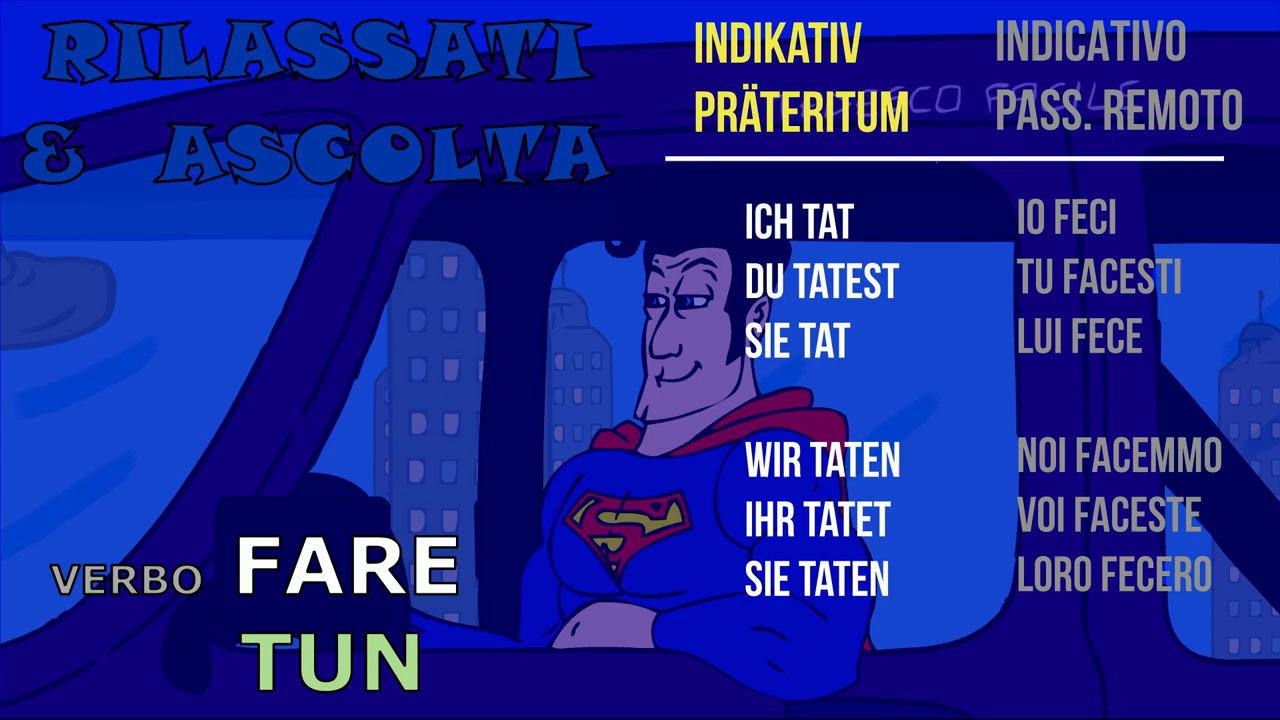 RILASSATI
& ASCOLTA
VERBO FARE
TUN
INDIKATIV INDICATIVO
PRÄTERITUM PASS. REMOTO
ICH TAT IO FECI
DU TATEST TU FACESTI
SIE TAT LUI FECE
WIR TATEN NOI FACEMMO
IHR TATET VOI FACESTE
SIE TATEN LORO FECERO